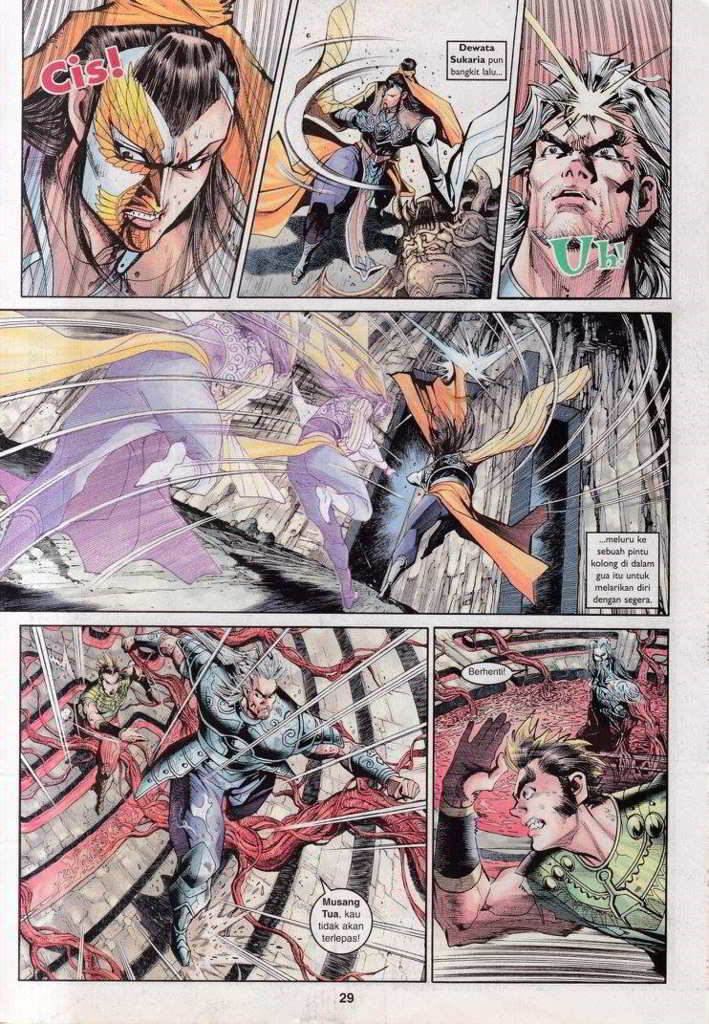 Cis!
Dewata
Sukaria pun
bangkit lalu...
Uh!
...meluru ke
sebuah pintu
kolong di dalam
gua itu untuk
melarikan diri
dengan segera.
Musang
Tua, kau
tidak akan
terlepas!
Berhenti!
29